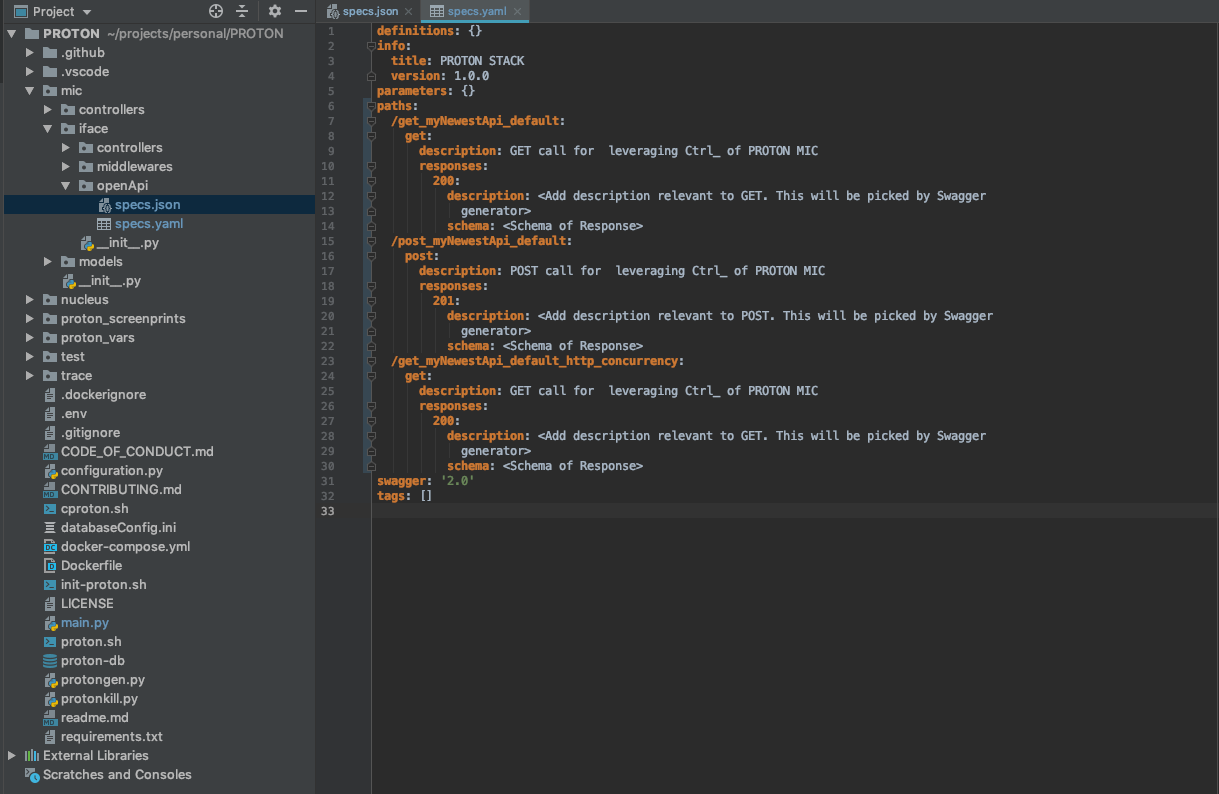 Project
PROTON ~/projects/personal/PROTON
.github
.vscode
mic
controllers
iface
controllers
middlewares
openApi
specs.json
specs.yaml
__init__.py
models
__init__.py
nucleus
proton_screenprints
proton_vars
test
trace
.dockerignore
.env
.gitignore
CODE_OF_CONDUCT.md
configuration.py
CONTRIBUTING.md
cproton.sh
databaseConfig.ini
docker-compose.yml
Dockerfile
init-proton.sh
LICENSE
main.py
proton.sh
proton-db
protongen.py
protonkill.py
readme.md
requirements.txt
External Libraries
Scratches and Consoles
specs.json specs.yaml
1 definitions: {}
2 info:
3   title: PROTON STACK
4   version: 1.0.0
5 parameters: {}
6 paths:
7   /get_myNewestApi_default:
8     get:
9       description: GET call for  leveraging Ctrl_ of PROTON MIC
10       responses:
11         200:
12           description: <Add description relevant to GET. This will be picked by Swagger
13             generator>
14           schema: <Schema of Response>
15   /post_myNewestApi_default:
16     post:
17       description: POST call for  leveraging Ctrl_ of PROTON MIC
18       responses:
19         201:
20           description: <Add description relevant to POST. This will be picked by Swagger
21             generator>
22           schema: <Schema of Response>
23   /get_myNewestApi_default_http_concurrency:
24     get:
25       description: GET call for  leveraging Ctrl_ of PROTON MIC
26       responses:
27         200:
28           description: <Add description relevant to GET. This will be picked by Swagger
29             generator>
30           schema: <Schema of Response>
31 swagger: '2.0'
32 tags: []
33